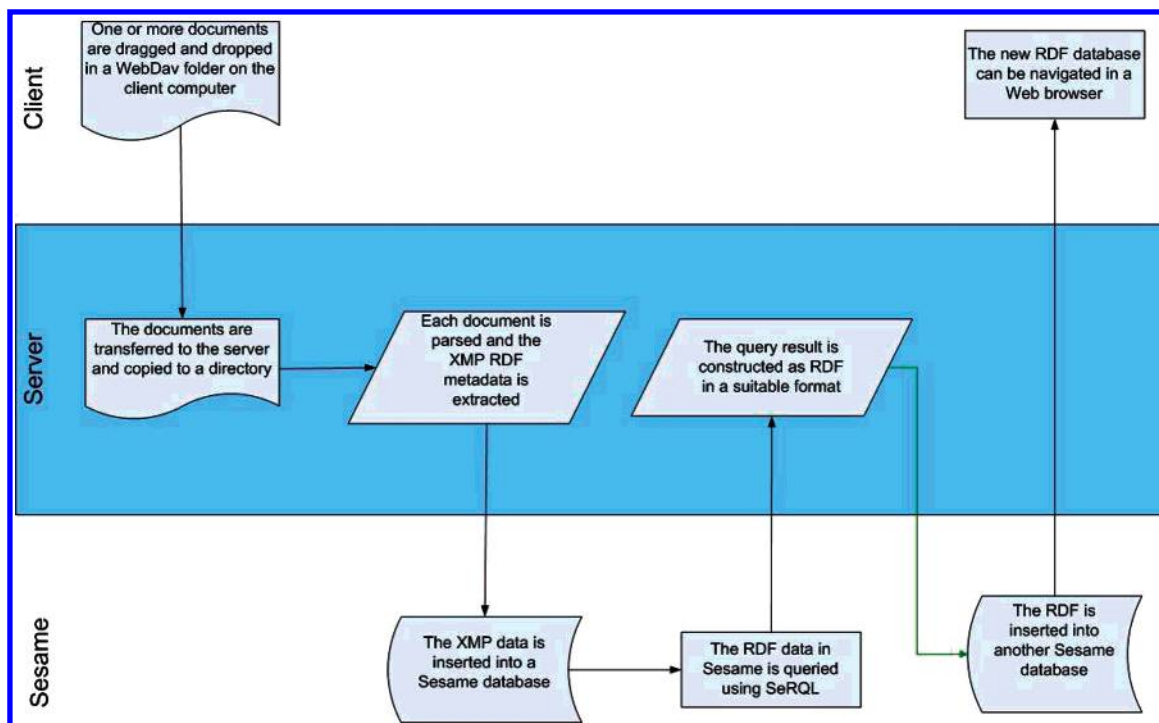 Client
One or more documents
are dragged and dropped
in a WebDav folder on the
client computer
The new RDF database
can be navigated in a
Web browser
Server
The documents are
transferred to the server
and copied to a directory
Each document is
parsed and the
XMP RDF
metadata is
extracted
The query result is
constructed as RDF
in a suitable format
Sesame
The XMP data is
inserted into a
Sesame database
The RDF data in
Sesame is queried
using SeRQL
The RDF is
inserted into
another Sesame
database